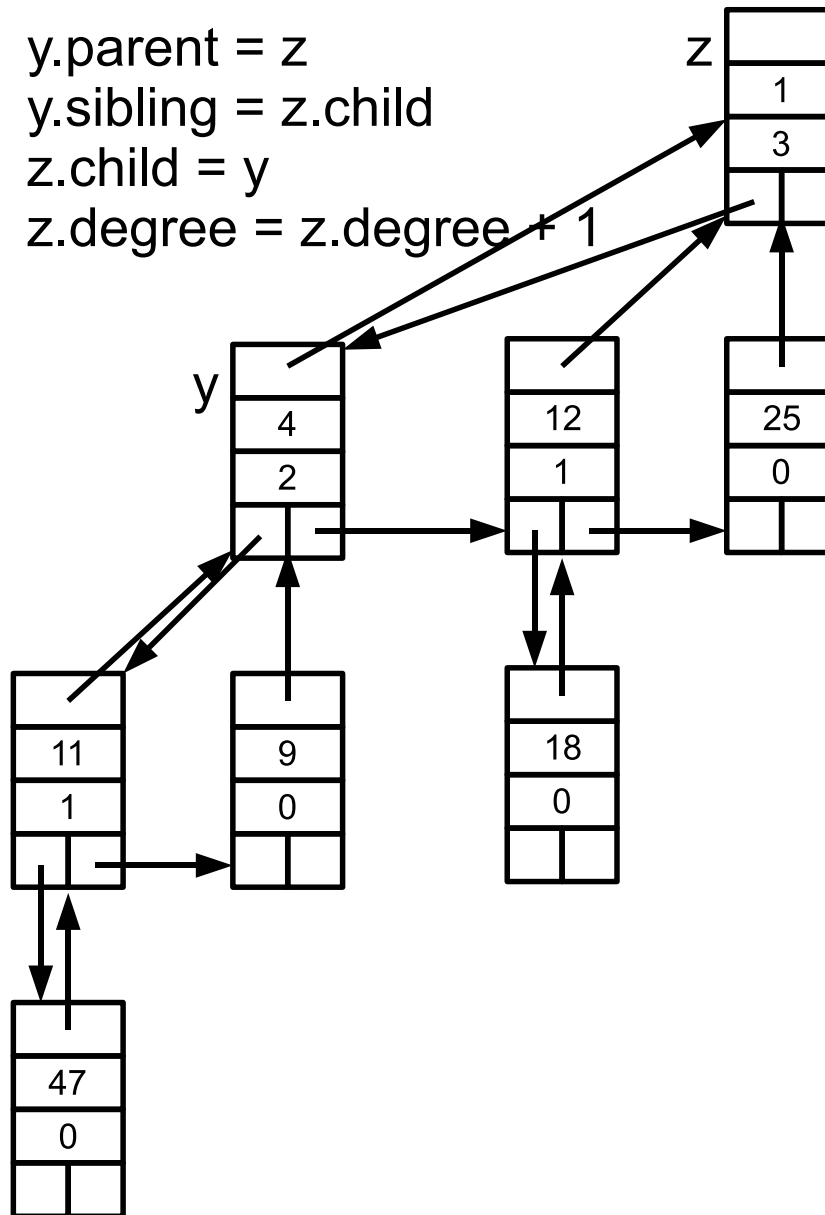 y.parent = z
y.sibling = z.child
z.child = y
z.degree = z.degree + 1
z
1
3
y
4
2
12
1
25
0
11
1
9
0
18
0
47
0